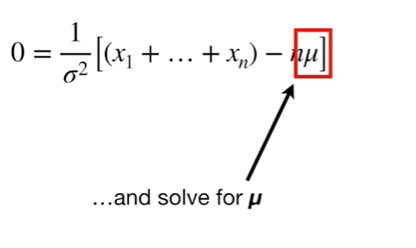 0 = 1/σ² [(x₁ + … + xₙ) − nμ]
…and solve for μ